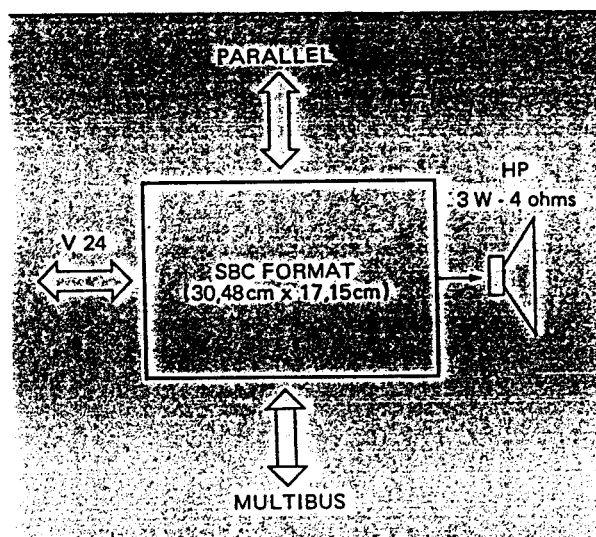 PARALLEL
HP
3 W - 4 ohms
V 24
SBC FORMAT
(30,48cm x 17,15cm)
MULTIBUS